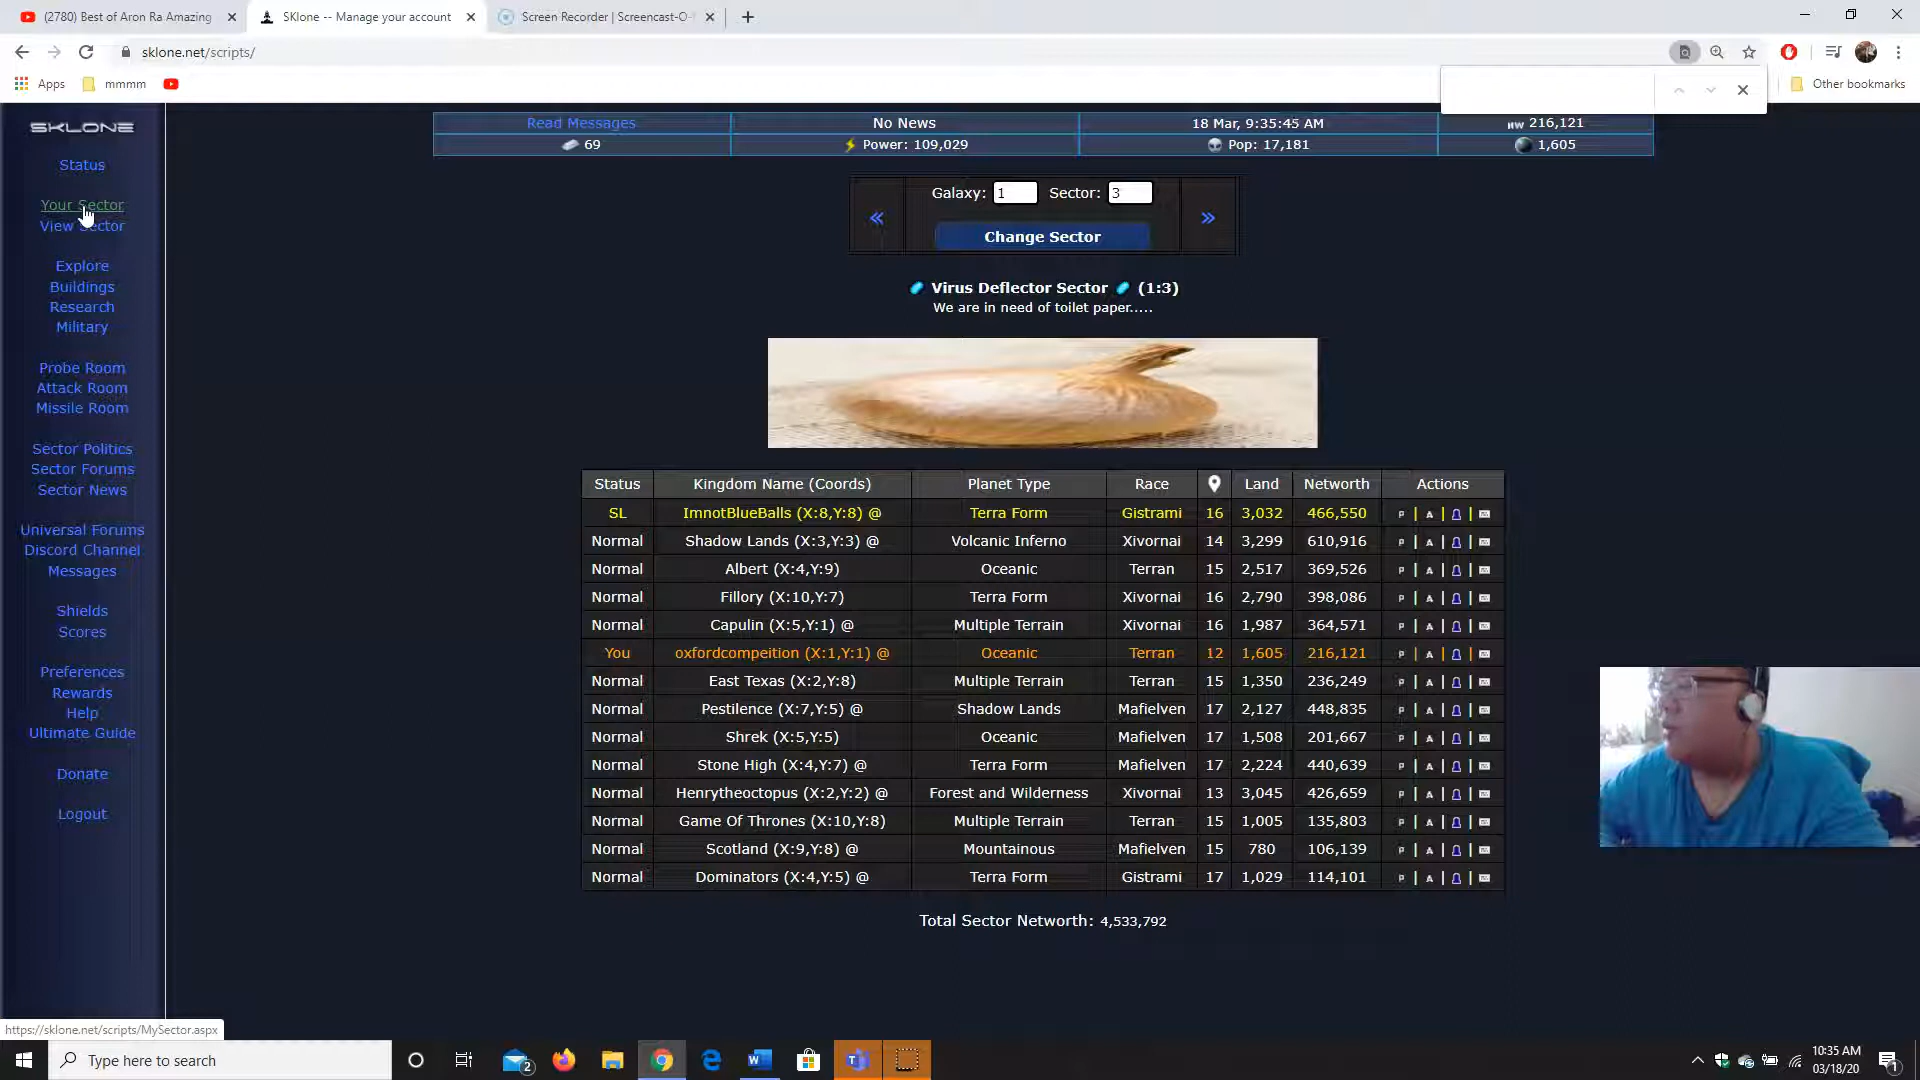 (2780) Best of Aron Ra Amazing
SKlone -- Manage your account
Screen Recorder | Screencast-O-
sklone.net/scripts/
Apps
mmmm
Other bookmarks
SKLONE
Status
Your Sector
View Sector
Explore
Buildings
Research
Military
Probe Room
Attack Room
Missile Room
Sector Politics
Sector Forums
Sector News
Universal Forums
Discord Channel
Messages
Shields
Scores
Preferences
Rewards
Help
Ultimate Guide
Donate
Logout
Read Messages No News 18 Mar, 9:35:45 AM NW 216,121
69 Power: 109,029 Pop: 17,181 1,605
Galaxy: 1 Sector: 3
« »
Change Sector
Virus Deflector Sector (1:3)
We are in need of toilet paper.....
Status Kingdom Name (Coords) Planet Type Race Land Networth Actions
SL ImnotBlueBalls (X:8,Y:8) @ Terra Form Gistrami 16 3,032 466,550 P | A | |
Normal Shadow Lands (X:3,Y:3) @ Volcanic Inferno Xivornai 14 3,299 610,916 P | A | |
Normal Albert (X:4,Y:9) Oceanic Terran 15 2,517 369,526 P | A | |
Normal Fillory (X:10,Y:7) Terra Form Xivornai 16 2,790 398,086 P | A | |
Normal Capulin (X:5,Y:1) @ Multiple Terrain Xivornai 16 1,987 364,571 P | A | |
You oxfordcompeition (X:1,Y:1) @ Oceanic Terran 12 1,605 216,121 P | A | |
Normal East Texas (X:2,Y:8) Multiple Terrain Terran 15 1,350 236,249 P | A | |
Normal Pestilence (X:7,Y:5) @ Shadow Lands Mafielven 17 2,127 448,835 P | A | |
Normal Shrek (X:5,Y:5) Oceanic Mafielven 17 1,508 201,667 P | A | |
Normal Stone High (X:4,Y:7) @ Terra Form Mafielven 17 2,224 440,639 P | A | |
Normal Henrytheoctopus (X:2,Y:2) @ Forest and Wilderness Xivornai 13 3,045 426,659 P | A | |
Normal Game Of Thrones (X:10,Y:8) Multiple Terrain Terran 15 1,005 135,803 P | A | |
Normal Scotland (X:9,Y:8) @ Mountainous Mafielven 15 780 106,139 P | A | |
Normal Dominators (X:4,Y:5) @ Terra Form Gistrami 17 1,029 114,101 P | A | |
Total Sector Networth: 4,533,792
https://sklone.net/scripts/MySector.aspx
Type here to search
2
10:35 AM
03/18/20
1